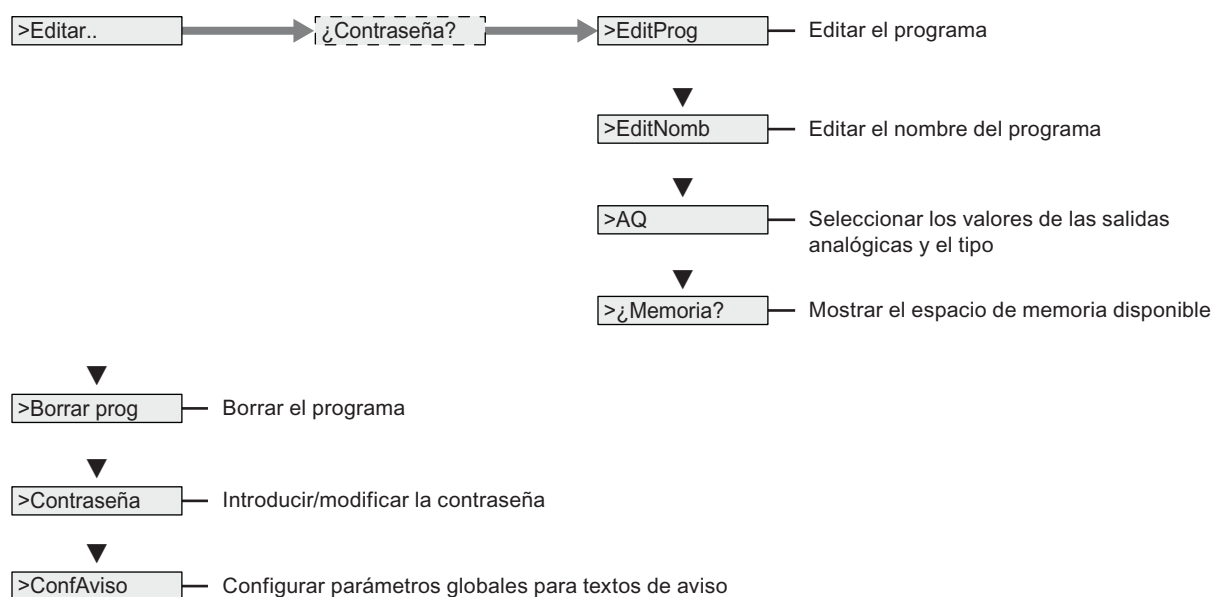 >Editar..
¿Contraseña?
>EditProg
Editar el programa
>EditNomb
Editar el nombre del programa
>AQ
Seleccionar los valores de las salidas
analógicas y el tipo
>¿Memoria?
Mostrar el espacio de memoria disponible
>Borrar prog
Borrar el programa
>Contraseña
Introducir/modificar la contraseña
>ConfAviso
Configurar parámetros globales para textos de aviso